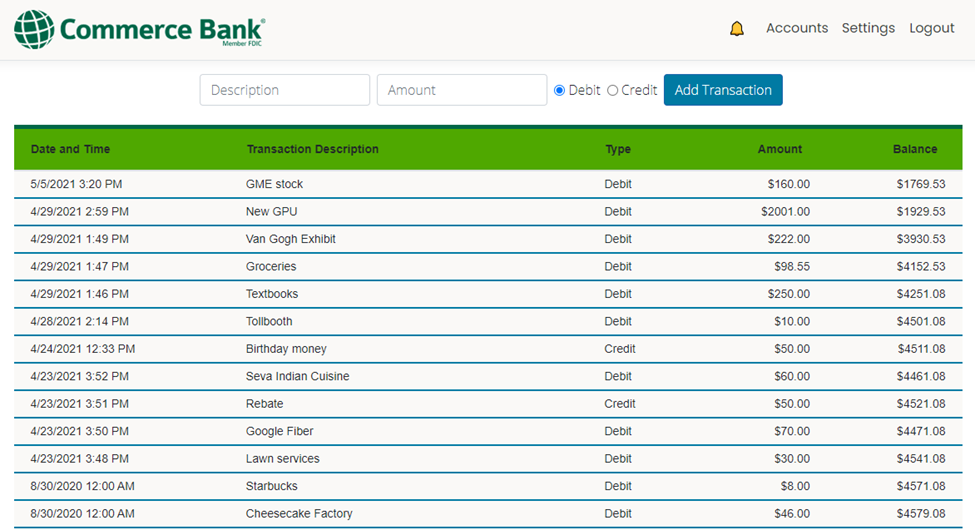 Commerce Bank®
Member FDIC
Accounts Settings Logout
Description Amount Debit Credit Add Transaction
Date and Time Transaction Description Type Amount Balance
5/5/2021 3:20 PM GME stock Debit $160.00 $1769.53
4/29/2021 2:59 PM New GPU Debit $2001.00 $1929.53
4/29/2021 1:49 PM Van Gogh Exhibit Debit $222.00 $3930.53
4/29/2021 1:47 PM Groceries Debit $98.55 $4152.53
4/29/2021 1:46 PM Textbooks Debit $250.00 $4251.08
4/28/2021 2:14 PM Tollbooth Debit $10.00 $4501.08
4/24/2021 12:33 PM Birthday money Credit $50.00 $4511.08
4/23/2021 3:52 PM Seva Indian Cuisine Debit $60.00 $4461.08
4/23/2021 3:51 PM Rebate Credit $50.00 $4521.08
4/23/2021 3:50 PM Google Fiber Debit $70.00 $4471.08
4/23/2021 3:48 PM Lawn services Debit $30.00 $4541.08
8/30/2020 12:00 AM Starbucks Debit $8.00 $4571.08
8/30/2020 12:00 AM Cheesecake Factory Debit $46.00 $4579.08